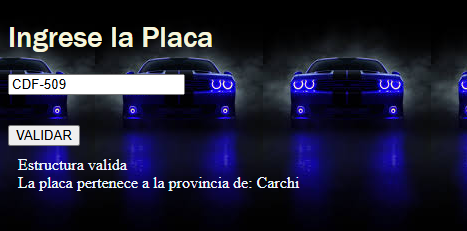 Ingrese la Placa
CDF-509
VALIDAR
Estructura valida
La placa pertenece a la provincia de: Carchi